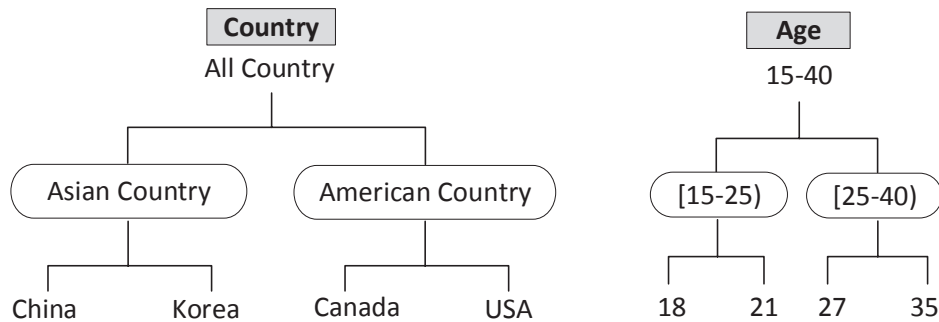 Country
All Country
Asian Country
American Country
China
Korea
Canada
USA
Age
15-40
[15-25)
[25-40)
18
21
27
35